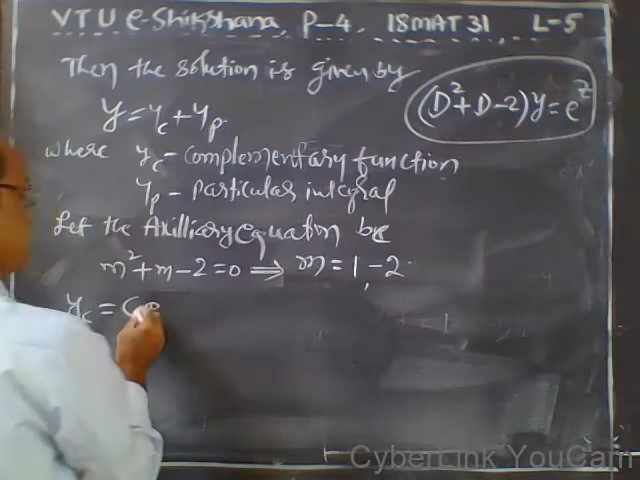 VTU e-Shikshana, P-4, 18MAT31 L-5
Then the solution is given by
(D²+D-2)y=e^z
y=y_c+y_p
where y_c-complementary function
y_p-particular integral
Let the Axilliary equation be
m²+m-2=0 ⟹ m=1,-2
y_c=C
CyberLink YouCam